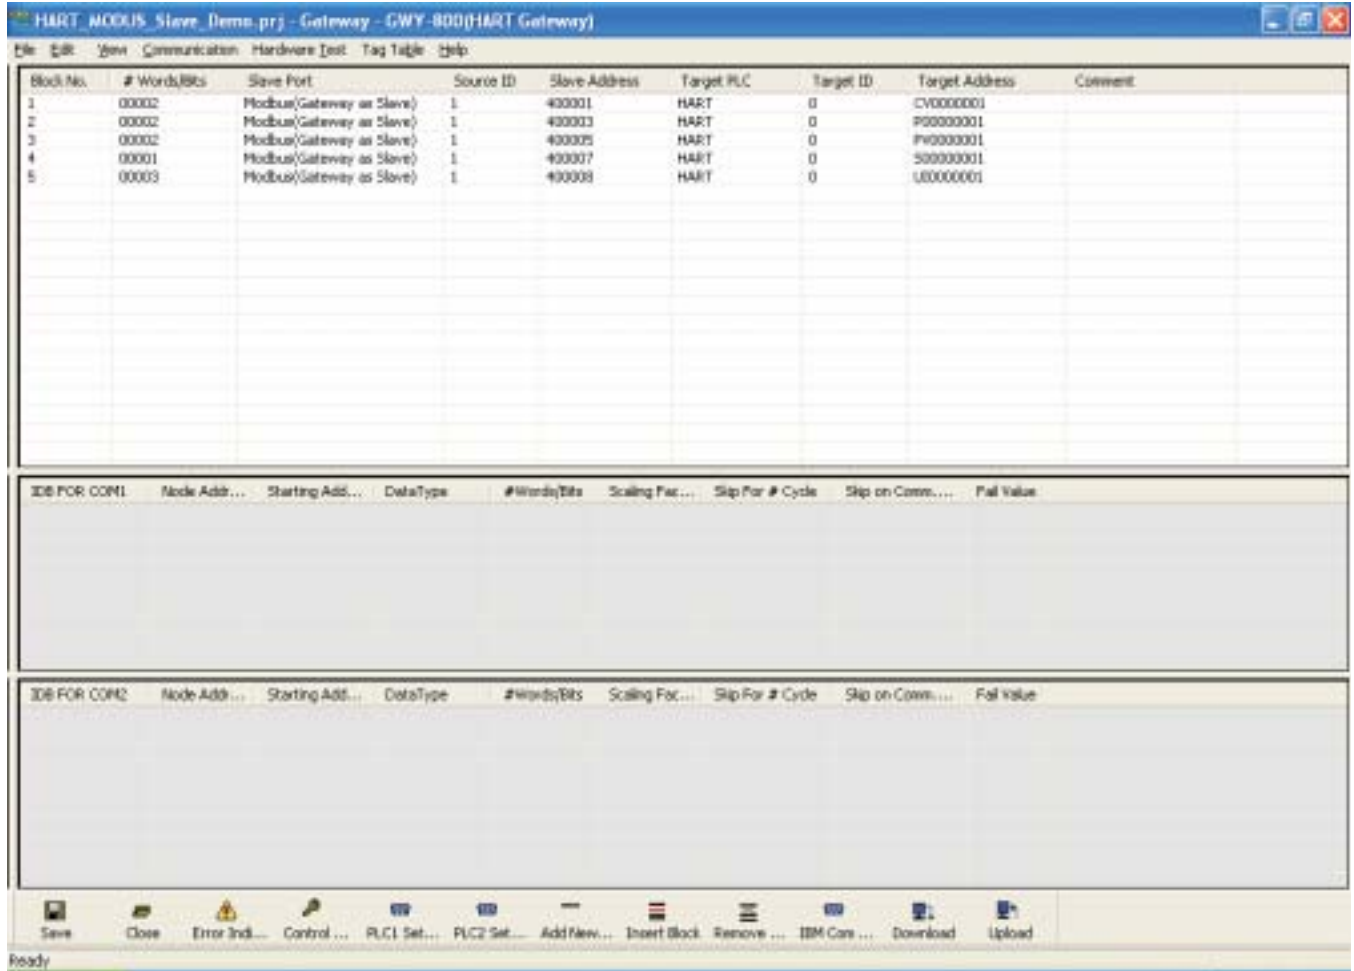 HART_MODUS_Slave_Demo.prj - Gateway - GWY-800(HART Gateway)
File Edit View Communication Hardware Test Tag Table Help
Block No. # Words/Bits Slave Port Source ID Slave Address Target PLC Target ID Target Address Comment
1 00002 Modbus(Gateway as Slave) 1 400001 HART 0 CV0000001
2 00002 Modbus(Gateway as Slave) 1 400003 HART 0 P00000001
3 00002 Modbus(Gateway as Slave) 1 400005 HART 0 PV0000001
4 00001 Modbus(Gateway as Slave) 1 400007 HART 0 S00000001
5 00003 Modbus(Gateway as Slave) 1 400008 HART 0
IDB FOR COM1 Node Addr... Starting Add... DataType #Words/Bits Scaling Fac... Skip For # Cycle Skip on Comm.... Fail Value
IDB FOR COM2 Node Addr... Starting Add... DataType #Words/Bits Scaling Fac... Skip For # Cycle Skip on Comm.... Fail Value
Save Close Error Indi... Control ... PLC1 Set... PLC2 Set... Add New... Insert Block Remove ... IBM Com ... Download Upload
Ready